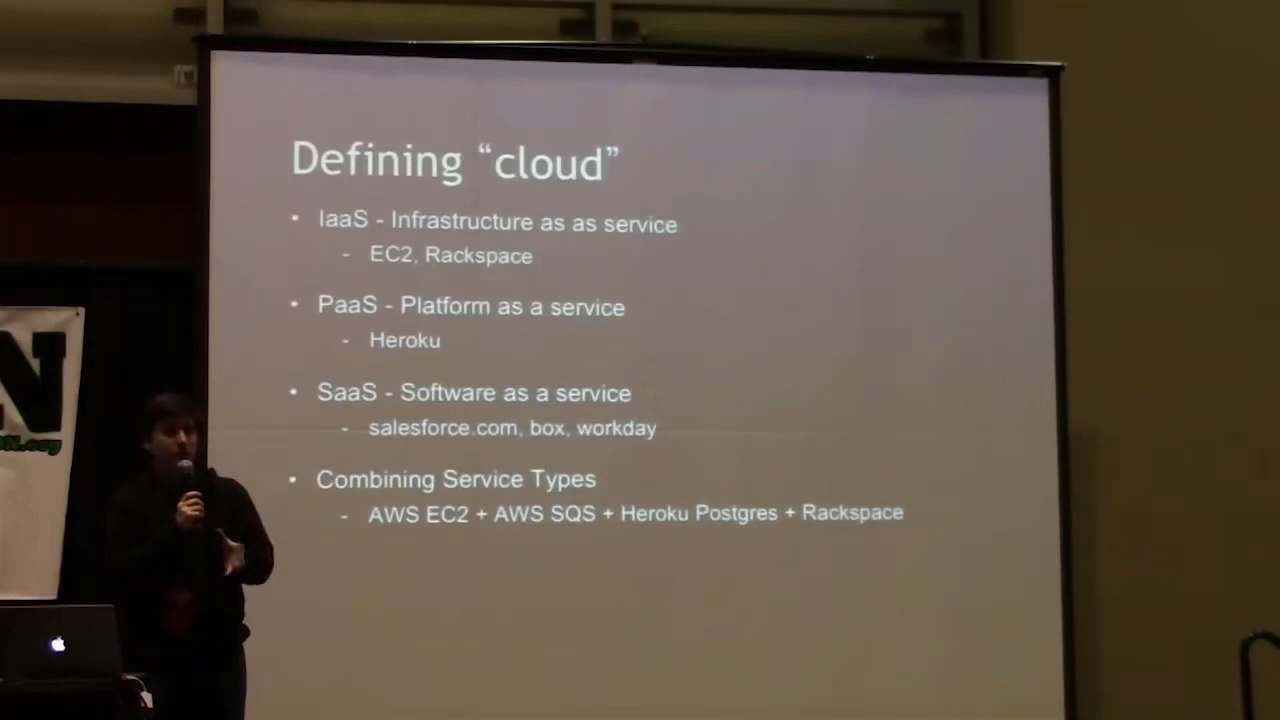 Defining “cloud”
• IaaS - Infrastructure as as service
- EC2, Rackspace
• PaaS - Platform as a service
- Heroku
• SaaS - Software as a service
- salesforce.com, box, workday
• Combining Service Types
- AWS EC2 + AWS SQS + Heroku Postgres + Rackspace
N
N.org